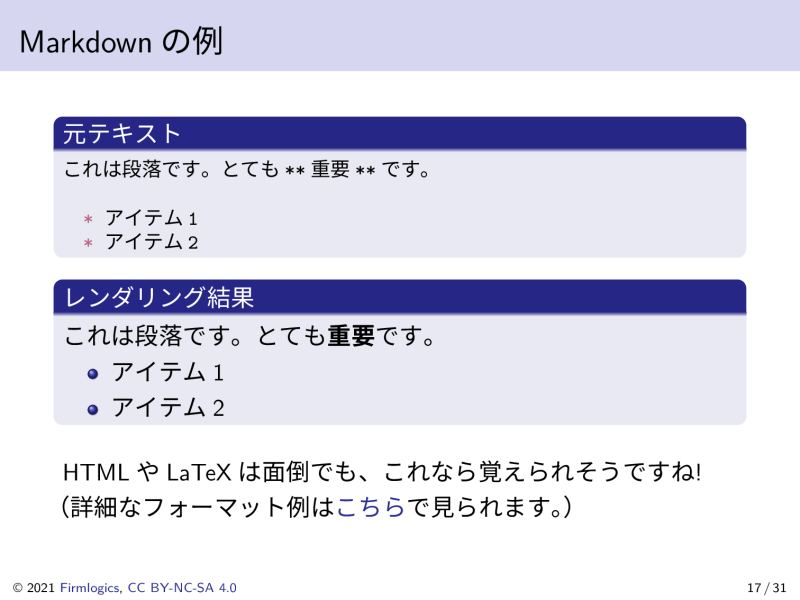 Markdown の例
元テキスト
これは段落です。とても ** 重要 ** です。
* アイテム 1
* アイテム 2
レンダリング結果
これは段落です。とても重要です。
• アイテム 1
• アイテム 2
HTML や LaTeX は面倒でも、これなら覚えられそうですね!
（詳細なフォーマット例はこちらで見られます。）
© 2021 Firmlogics, CC BY-NC-SA 4.0
17 / 31